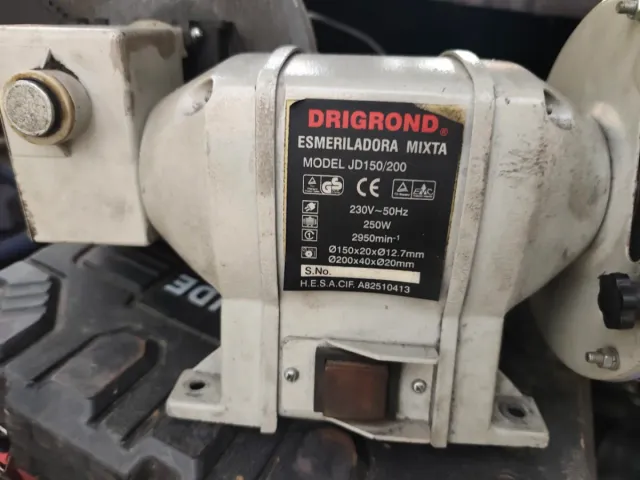 DRIGROND®
ESMERILADORA MIXTA
MODEL JD150/200
CE
230V~50Hz
250W
2950min⁻¹
Ø150x20xØ12.7mm
Ø200x40xØ20mm
S.No.
H.E.S.A.CIF. A82510413